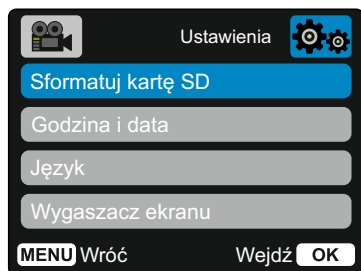 Ustawienia
Sformatuj kartę SD
Godzina i data
Język
Wygaszacz ekranu
MENU Wróć Wejdź OK